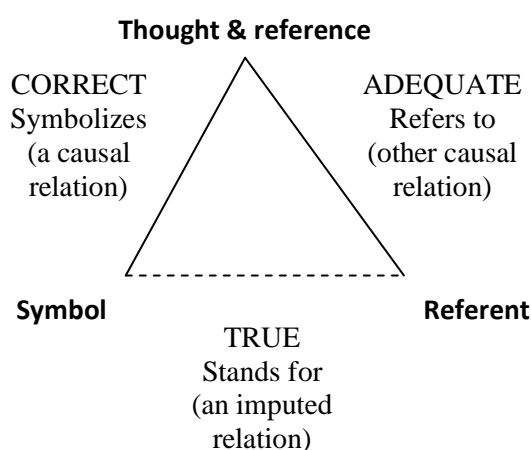 Thought & reference
CORRECT
Symbolizes
(a causal
relation)
ADEQUATE
Refers to
(other causal
relation)
Symbol
Referent
TRUE
Stands for
(an imputed
relation)